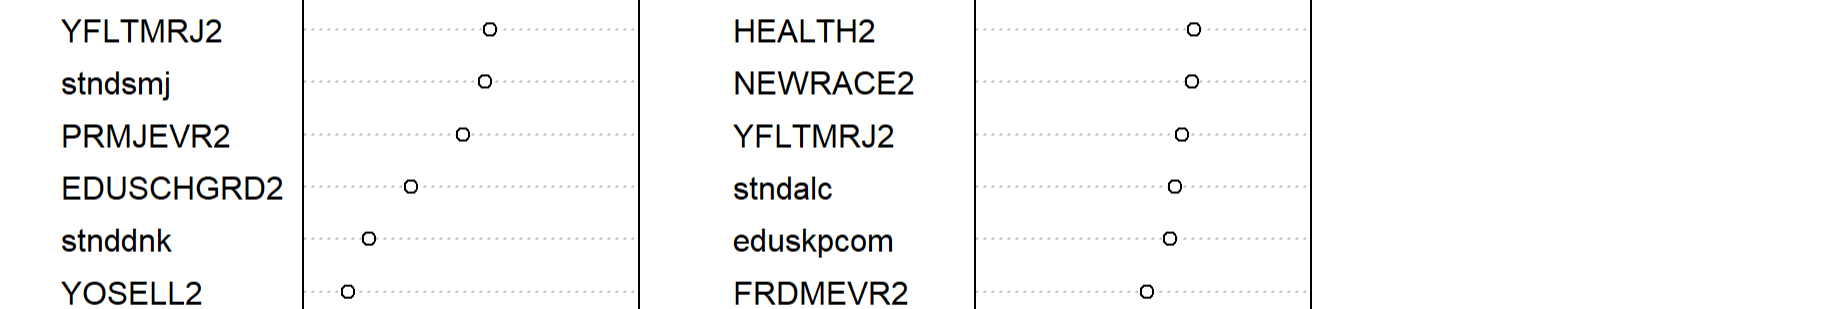 YFLTMRJ2
stndsmj
PRMJEVR2
EDUSCHGRD2
stnddnk
YOSELL2
HEALTH2
NEWRACE2
YFLTMRJ2
stndalc
eduskpcom
FRDMEVR2